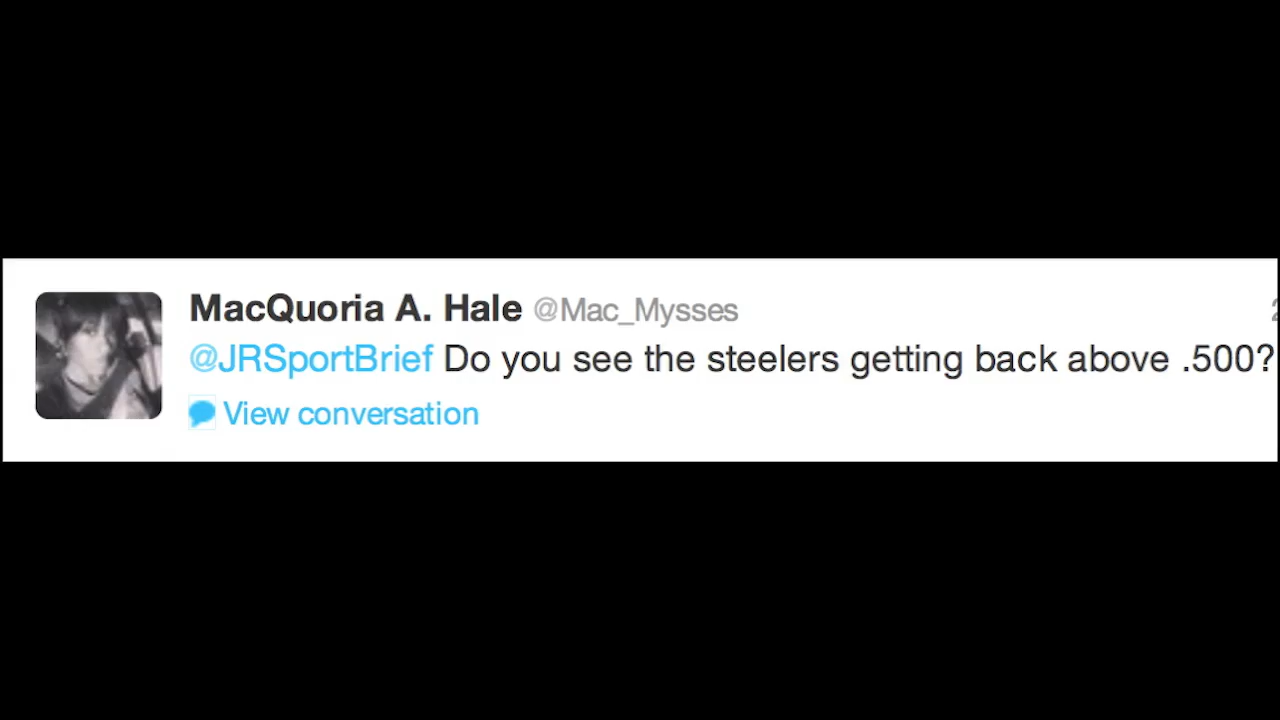 MacQuoria A. Hale @Mac_Mysses
@JRSportBrief Do you see the steelers getting back above .500?
View conversation